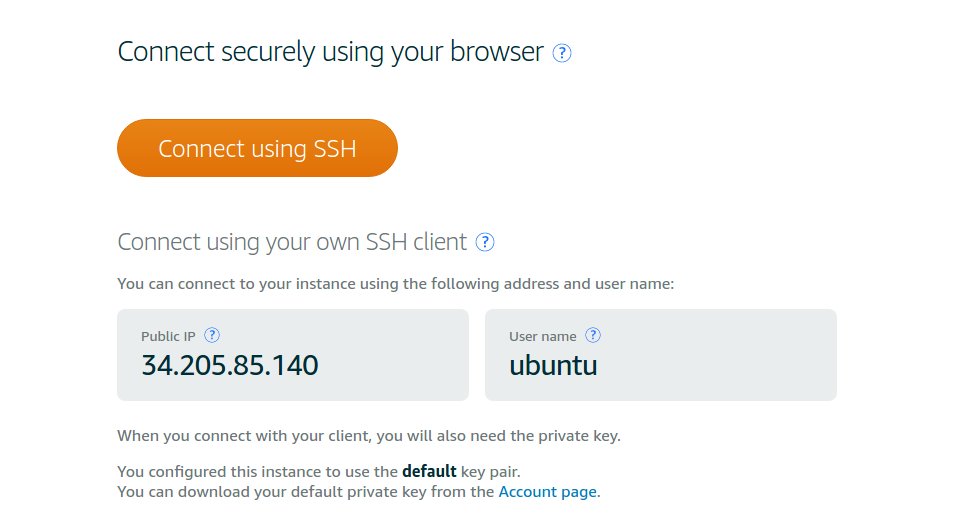 Connect securely using your browser ?
Connect using SSH
Connect using your own SSH client ?
You can connect to your instance using the following address and user name:
Public IP ?
34.205.85.140
User name ?
ubuntu
When you connect with your client, you will also need the private key.
You configured this instance to use the default key pair.
You can download your default private key from the Account page.